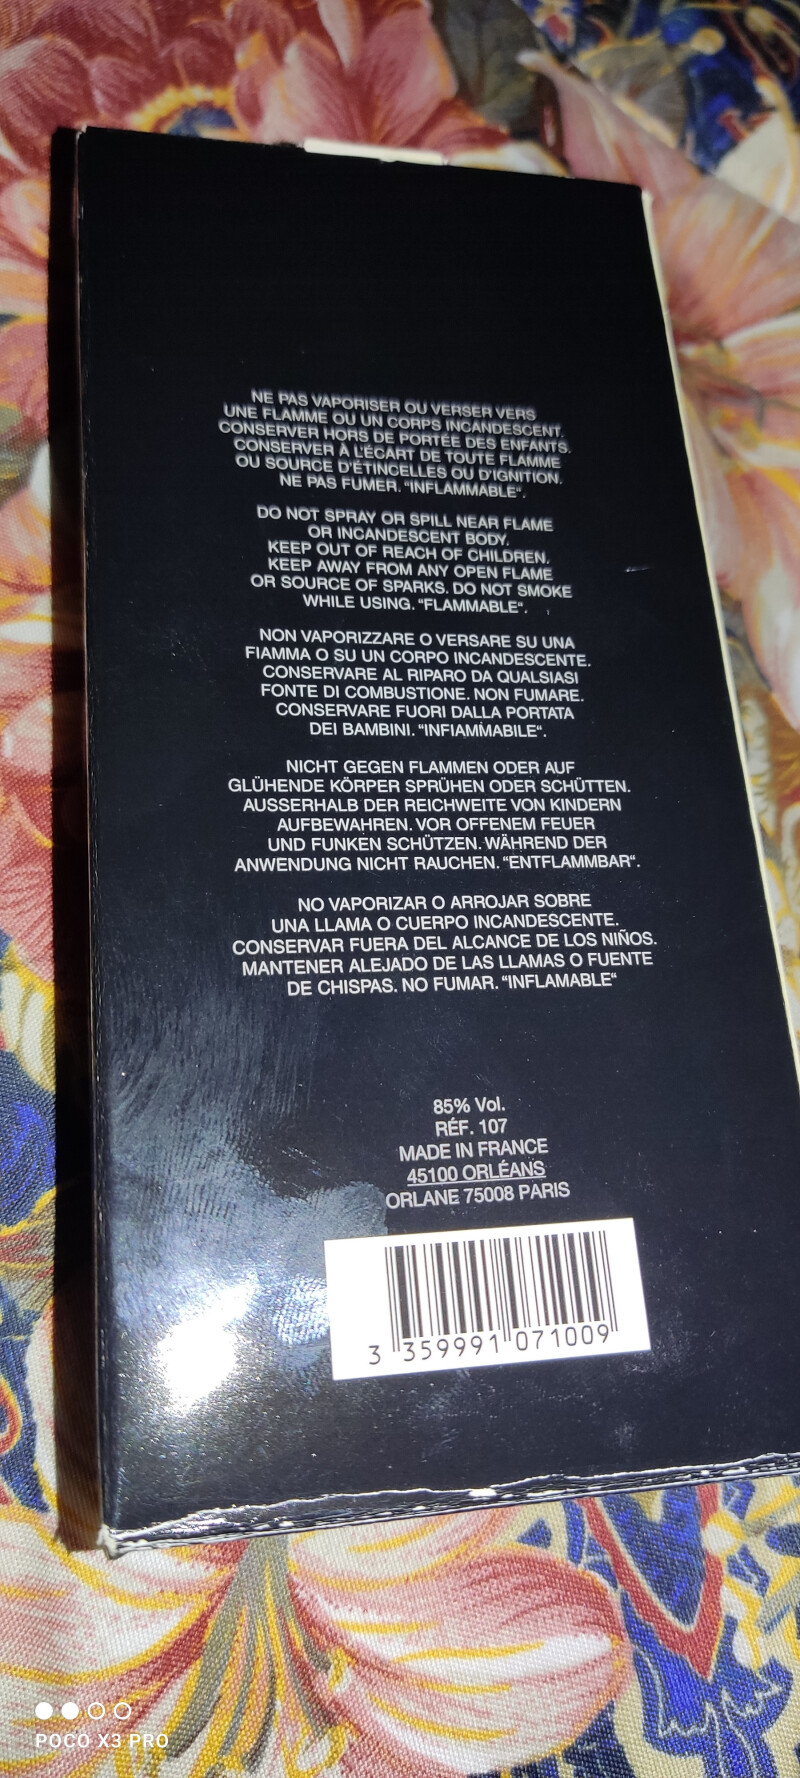 NE PAS VAPORISER OU VERSER VERS
UNE FLAMME OU UN CORPS INCANDESCENT.
CONSERVER HORS DE PORTÉE DES ENFANTS.
CONSERVER À L'ÉCART DE TOUTE FLAMME
OU SOURCE D'ÉTINCELLES OU D'IGNITION.
NE PAS FUMER. "INFLAMMABLE".
DO NOT SPRAY OR SPILL NEAR FLAME
OR INCANDESCENT BODY.
KEEP OUT OF REACH OF CHILDREN.
KEEP AWAY FROM ANY OPEN FLAME
OR SOURCE OF SPARKS. DO NOT SMOKE
WHILE USING. "FLAMMABLE".
NON VAPORIZZARE O VERSARE SU UNA
FIAMMA O SU UN CORPO INCANDESCENTE.
CONSERVARE AL RIPARO DA QUALSIASI
FONTE DI COMBUSTIONE. NON FUMARE.
CONSERVARE FUORI DALLA PORTATA
DEI BAMBINI. "INFIAMMABILE".
NICHT GEGEN FLAMMEN ODER AUF
GLÜHENDE KÖRPER SPRÜHEN ODER SCHÜTTEN.
AUSSERHALB DER REICHWEITE VON KINDERN
AUFBEWAHREN. VOR OFFENEM FEUER
UND FUNKEN SCHÜTZEN. WÄHREND DER
ANWENDUNG NICHT RAUCHEN. "ENTFLAMMBAR".
NO VAPORIZAR O ARROJAR SOBRE
UNA LLAMA O CUERPO INCANDESCENTE.
CONSERVAR FUERA DEL ALCANCE DE LOS NIÑOS.
MANTENER ALEJADO DE LAS LLAMAS O FUENTE
DE CHISPAS. NO FUMAR. "INFLAMABLE"
85% Vol.
RÉF. 107
MADE IN FRANCE
45100 ORLÉANS
ORLANE 75008 PARIS
3 359991 071009
POCO X3 PRO